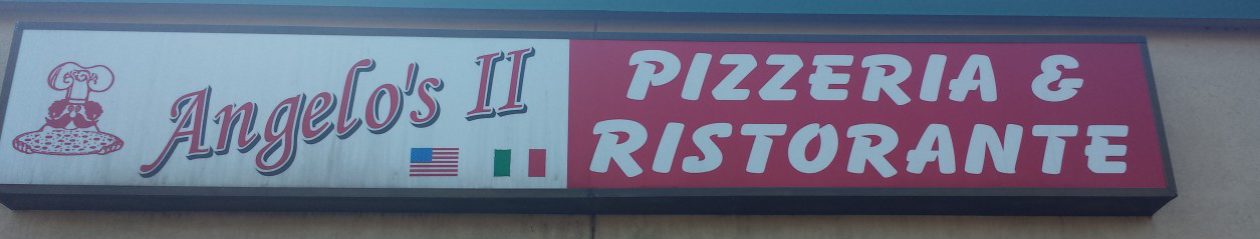 Angelo's II
PIZZERIA &
RISTORANTE